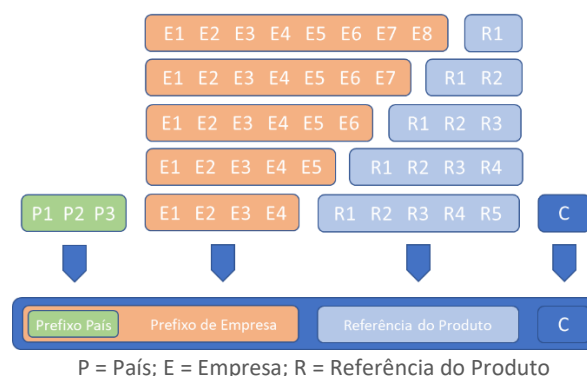 E1 E2 E3 E4 E5 E6 E7 E8 R1
E1 E2 E3 E4 E5 E6 E7 R1 R2
E1 E2 E3 E4 E5 E6 R1 R2 R3
E1 E2 E3 E4 E5 R1 R2 R3 R4
P1 P2 P3 E1 E2 E3 E4 R1 R2 R3 R4 R5 C
Prefixo País Prefixo de Empresa Referência do Produto C
P = País; E = Empresa; R = Referência do Produto